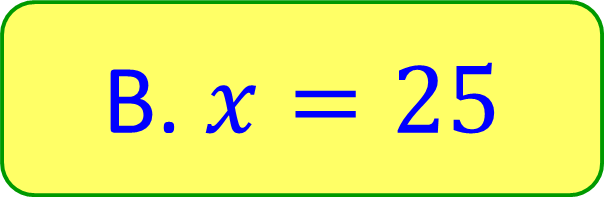 B. 𝑥 = 25